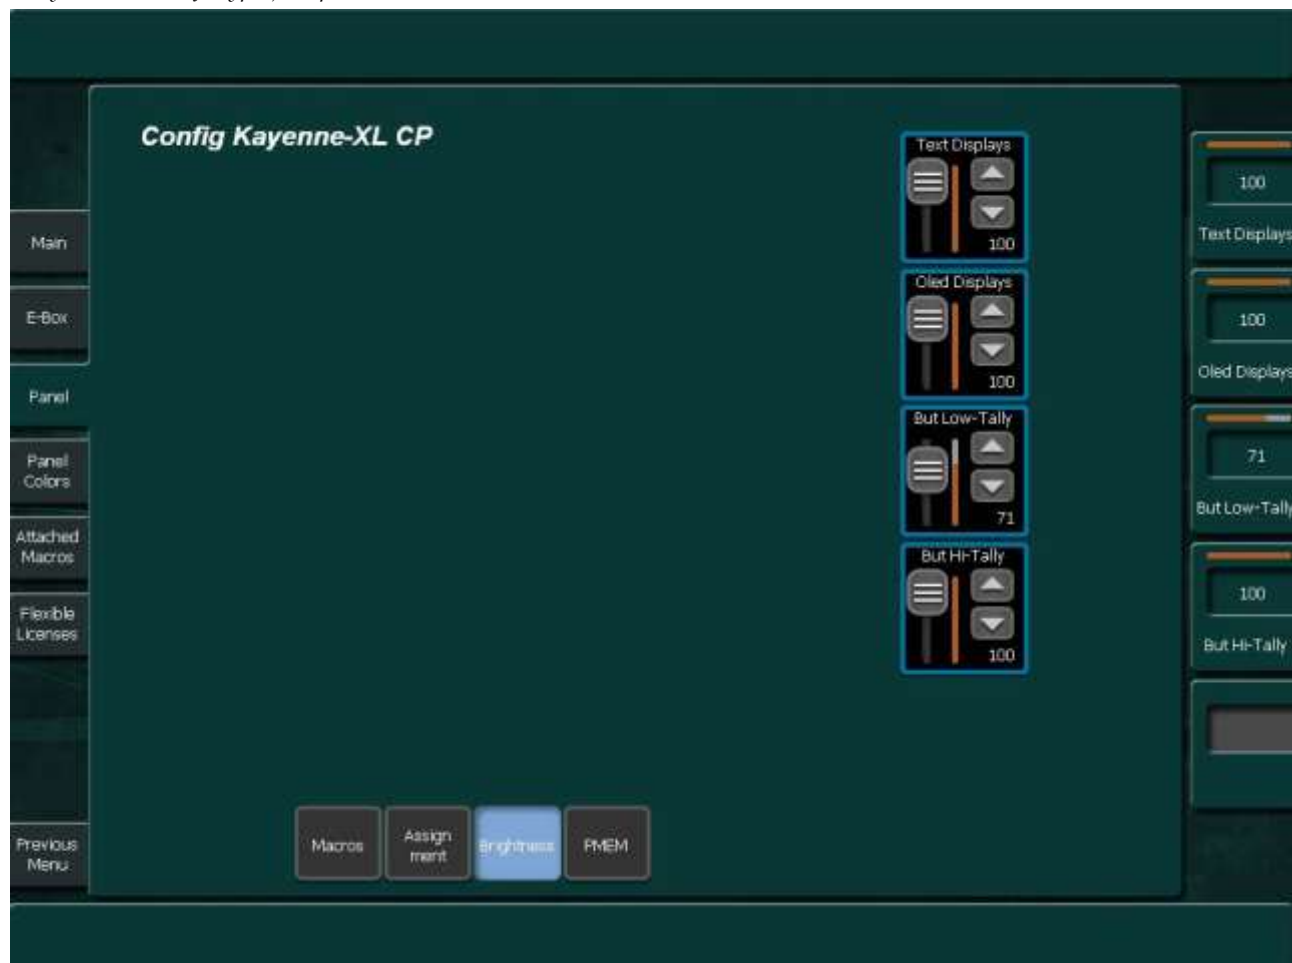 Config Kayenne-XL CP
Main
E-Box
Panel
Panel
Colors
Attached
Macros
Flexible
Licenses
Previous
Menu
Text Displays
100
Oled Displays
100
But Low-Tally
71
But Hi-Tally
100
Macros
Assign
ment
Brightness
PMEM
100
Text Displays
100
Oled Displays
71
But Low-Tally
100
But Hi-Tally